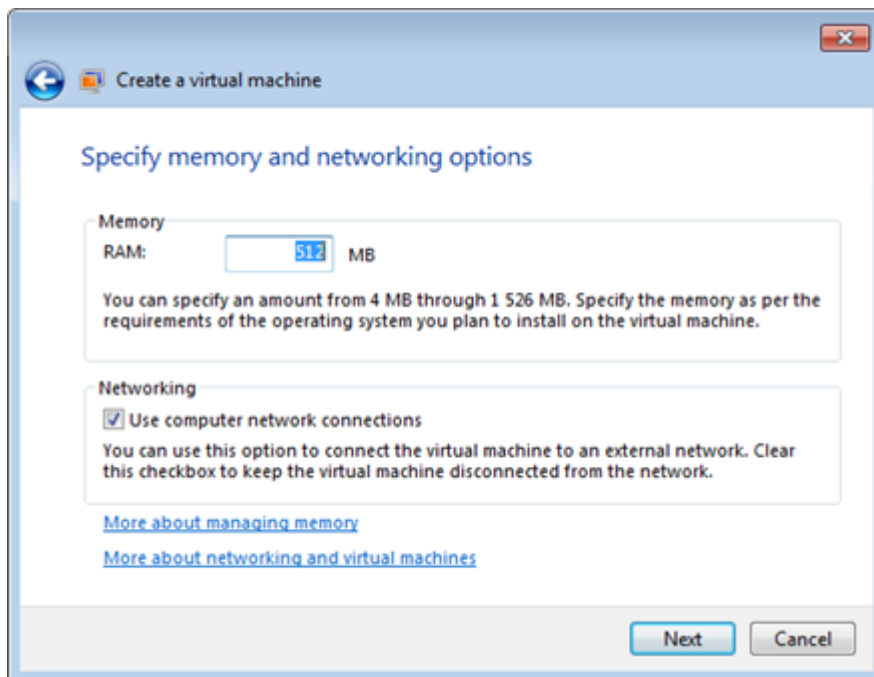 Create a virtual machine
Specify memory and networking options
Memory
RAM: 512 MB
You can specify an amount from 4 MB through 1 526 MB. Specify the memory as per the
requirements of the operating system you plan to install on the virtual machine.
Networking
Use computer network connections
You can use this option to connect the virtual machine to an external network. Clear
this checkbox to keep the virtual machine disconnected from the network.
More about managing memory
More about networking and virtual machines
Next Cancel